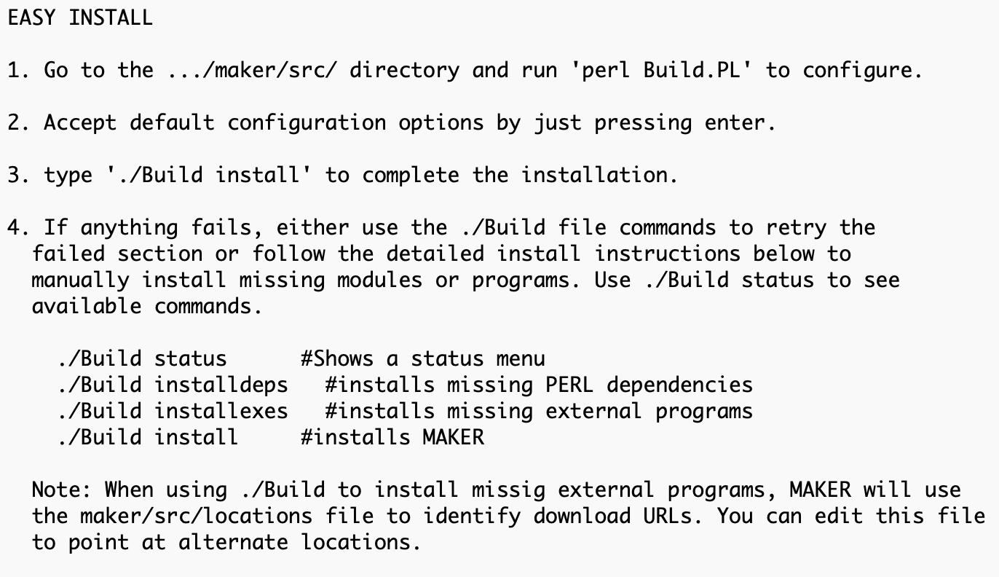 EASY INSTALL
1. Go to the .../maker/src/ directory and run 'perl Build.PL' to configure.
2. Accept default configuration options by just pressing enter.
3. type './Build install' to complete the installation.
4. If anything fails, either use the ./Build file commands to retry the
failed section or follow the detailed install instructions below to
manually install missing modules or programs. Use ./Build status to see
available commands.
./Build status      #Shows a status menu
./Build installdeps   #installs missing PERL dependencies
./Build installexes   #installs missing external programs
./Build install     #installs MAKER
Note: When using ./Build to install missig external programs, MAKER will use
the maker/src/locations file to identify download URLs. You can edit this file
to point at alternate locations.